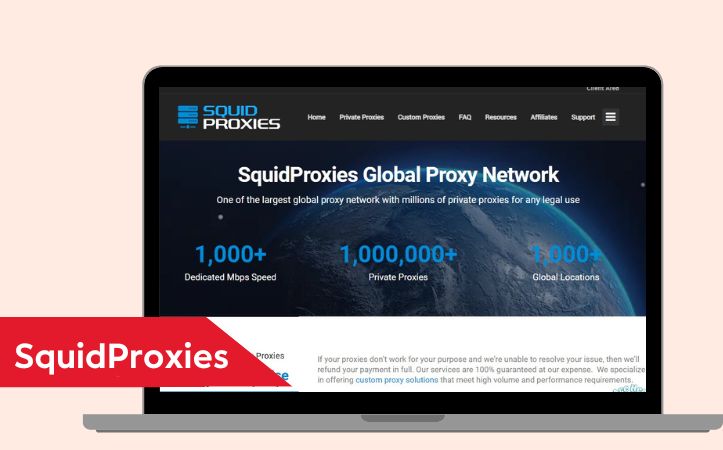 Client Area
SQUID
PROXIES
Home Private Proxies Custom Proxies FAQ Resources Affiliates Support
SquidProxies Global Proxy Network
One of the largest global proxy network with millions of private proxies for any legal use
1,000+ 1,000,000+ 1,000+
Dedicated Mbps Speed Private Proxies Global Locations
SquidProxies
Proxies
If your proxies don't work for your purpose and we're unable to resolve your issue, then we'll
refund your payment in full. Our services are 100% guaranteed at our expense. We specialize
in offering custom proxy solutions that meet high volume and performance requirements.